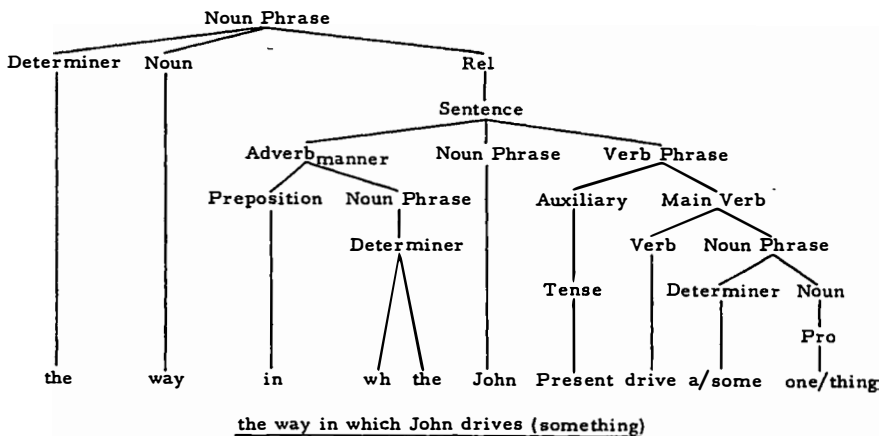 Noun Phrase
Determiner Noun Rel
Sentence
Adverb manner Noun Phrase Verb Phrase
Preposition Noun Phrase Auxiliary Main Verb
Determiner Verb Noun Phrase
Tense Determiner Noun
Pro
the way in wh the John Present drive a/some one/thing
the way in which John drives (something)